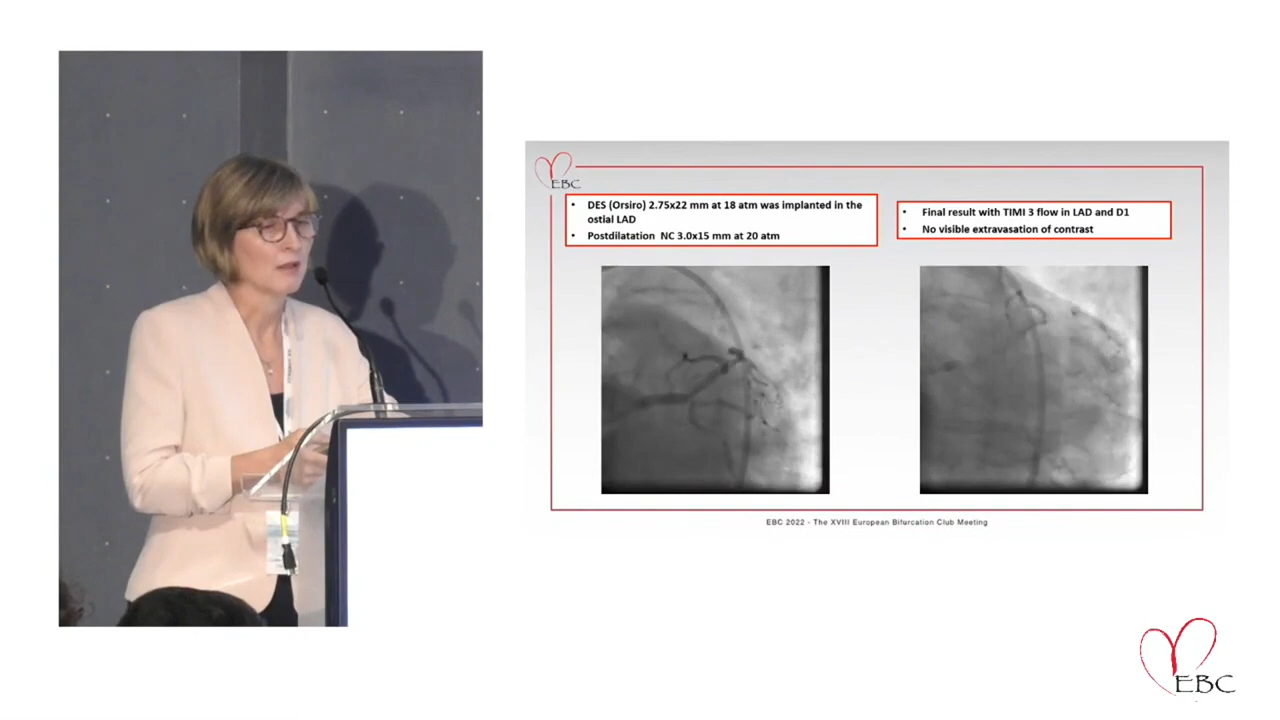 EBC
• DES (Orsiro) 2.75x22 mm at 18 atm was implanted in the
ostial LAD
• Postdilatation NC 3.0x15 mm at 20 atm
• Final result with TIMI 3 flow in LAD and D1
• No visible extravasation of contrast
EBC 2022 - The XVIII European Bifurcation Club Meeting
EBC